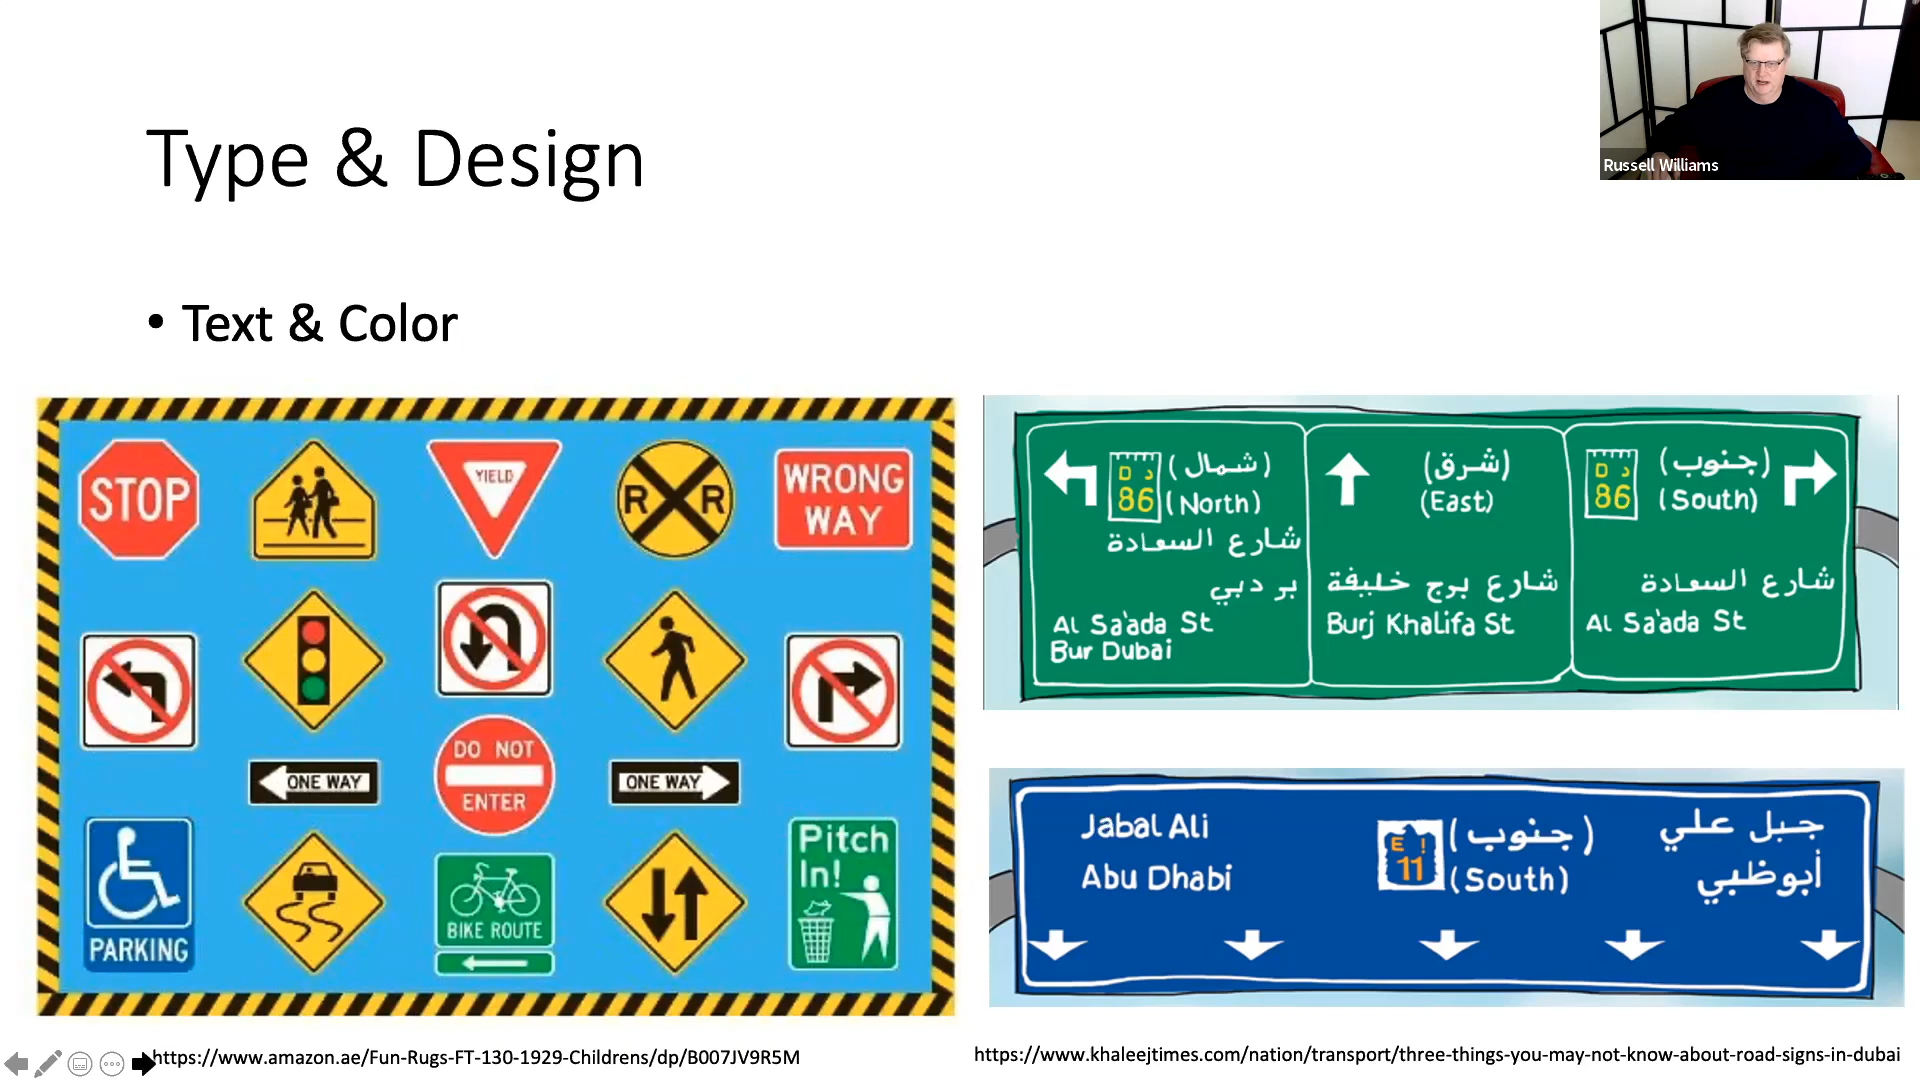 Russell Williams
Type & Design
• Text & Color
STOP
YIELD
R R
WRONG
WAY
ONE WAY
DO NOT
ENTER
ONE WAY
PARKING
BIKE ROUTE
Pitch
In!
د د
86
(شمال)
(North)
شارع السعادة
بر دبي
Al Sa'ada St
Bur Dubai
(شرق)
(East)
شارع برج خليفة
Burj Khalifa St
86
(جنوب)
(South)
شارع السعادة
Al Sa'ada St
Jabal Ali
Abu Dhabi
E
11
(جنوب)
(South)
جبل علي
أبوظبي
https://www.amazon.ae/Fun-Rugs-FT-130-1929-Childrens/dp/B007JV9R5M
https://www.khaleejtimes.com/nation/transport/three-things-you-may-not-know-about-road-signs-in-dubai